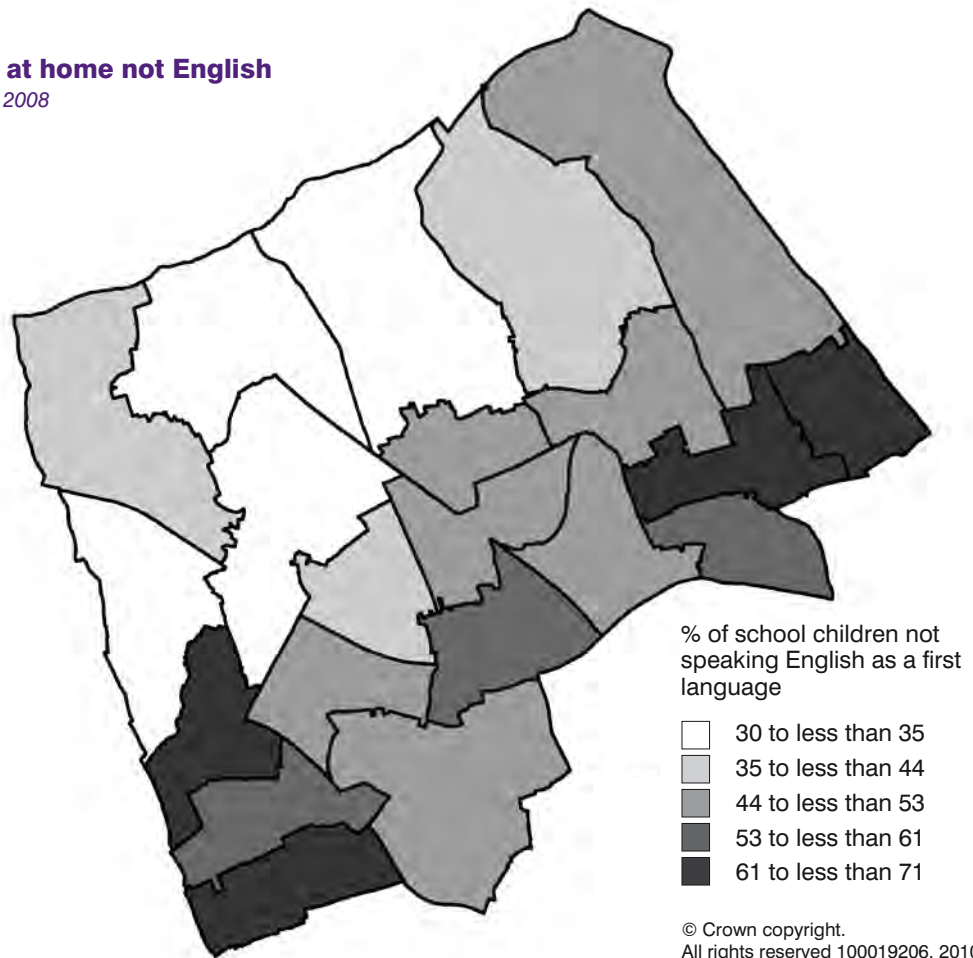 at home not English
2008
% of school children not
speaking English as a first
language
30 to less than 35
35 to less than 44
44 to less than 53
53 to less than 61
61 to less than 71
© Crown copyright.
All rights reserved 100019206, 2010